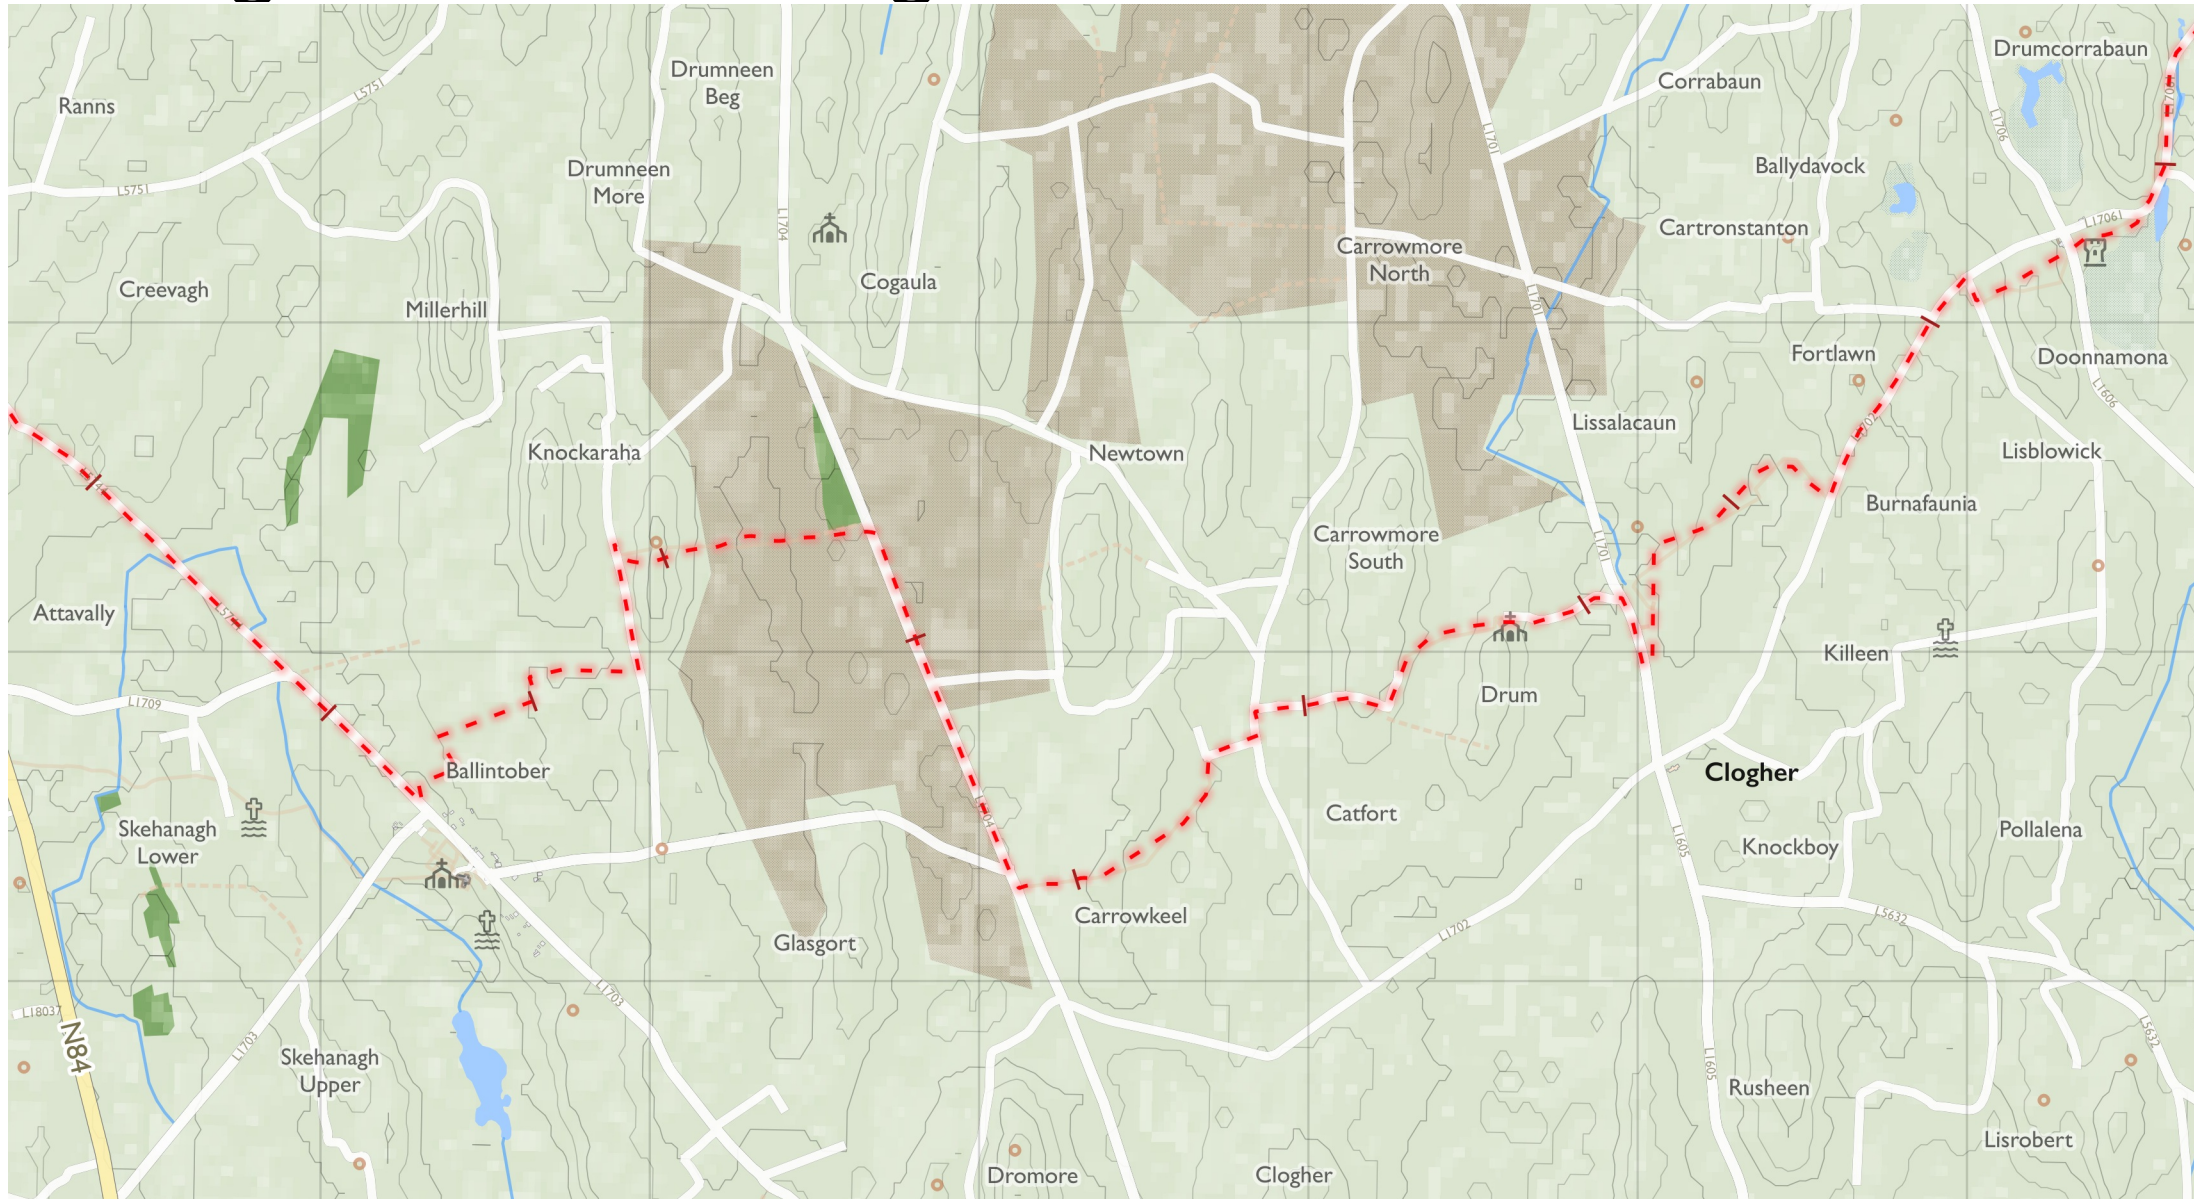 Drumcorrabaun
Drumneen
Beg
Corrabaun
L5751
Ranns
L1706
L1701
Drumneen
More
Ballydavock
L5751
L1704
L17061
Cartronstanton
Carrowmore
North
Cogaula
Creevagh
Millerhill
L1701
Fortlawn
Doonnamona
L1606
Lissalacaun
L1702
Knockaraha
Newtown
Lisblowick
Burnafaunia
Carrowmore
South
L1701
Attavally
Killeen
Drum
L1709
Ballintober
Clogher
L1704
Catfort
Skehanagh
Lower
Pollalena
Knockboy
L1605
Carrowkeel
L5632
L1702
Glasgort
L1703
L18037
N84
L1703
L5632
Skehanagh
Upper
L1605
Rusheen
Lisrobert
Dromore
Clogher